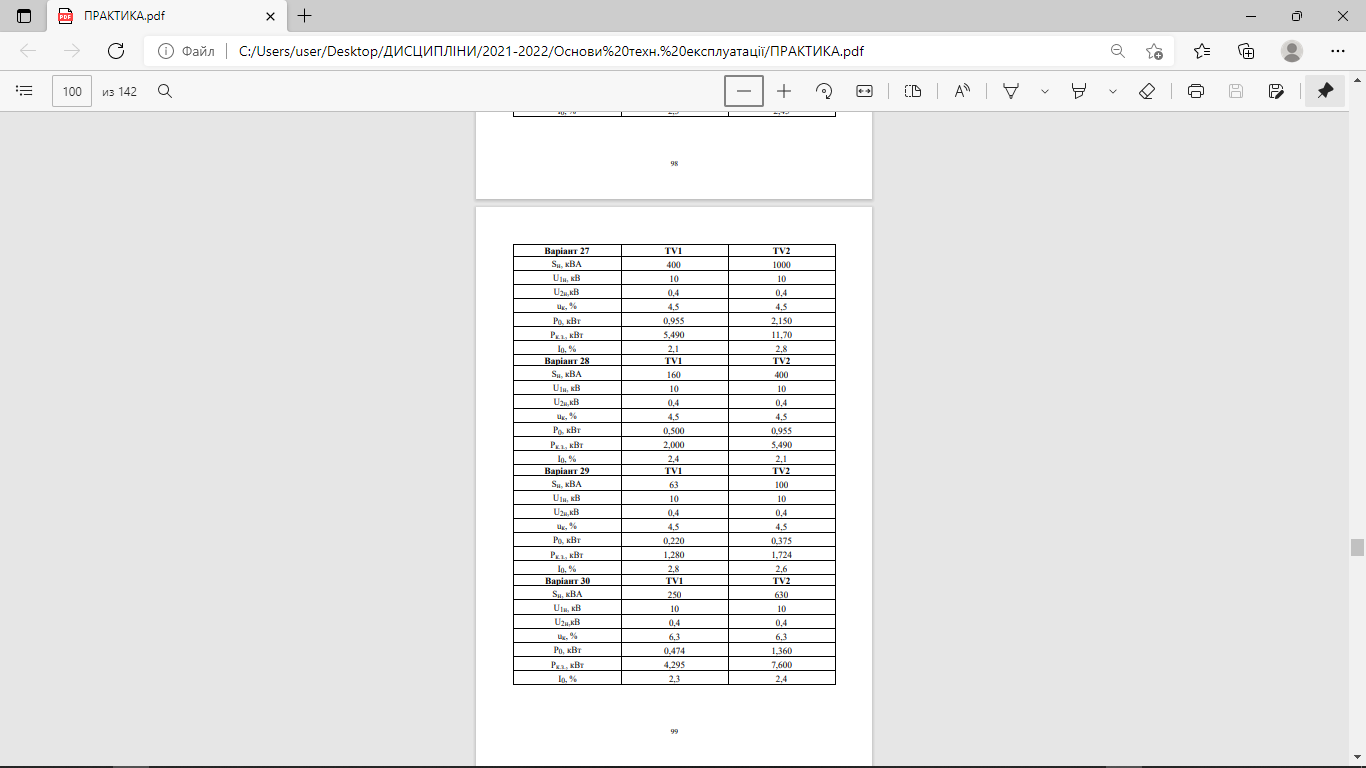 ПРАКТИКА.pdf
Файл C:/Users/user/Desktop/ДИСЦИПЛІНИ/2021-2022/Основи%20техн.%20експлуатації/ПРАКТИКА.pdf
100 из 142
I₀, % 2,5 2,45
98
Варіант 27 TV1 TV2
Sн, кВА 400 1000
U1н, кВ 10 10
U2н,кВ 0,4 0,4
uк, % 4,5 4,5
P0, кВт 0,955 2,150
Pк.з., кВт 5,490 11,70
I0, % 2,1 2,8
Варіант 28 TV1 TV2
Sн, кВА 160 400
U1н, кВ 10 10
U2н,кВ 0,4 0,4
uк, % 4,5 4,5
P0, кВт 0,500 0,955
Pк.з., кВт 2,000 5,490
I0, % 2,4 2,1
Варіант 29 TV1 TV2
Sн, кВА 63 100
U1н, кВ 10 10
U2н,кВ 0,4 0,4
uк, % 4,5 4,5
P0, кВт 0,220 0,375
Pк.з., кВт 1,280 1,724
I0, % 2,8 2,6
Варіант 30 TV1 TV2
Sн, кВА 250 630
U1н, кВ 10 10
U2н,кВ 0,4 0,4
uк, % 6,3 6,3
P0, кВт 0,474 1,360
Pк.з., кВт 4,295 7,600
I0, % 2,3 2,4
99